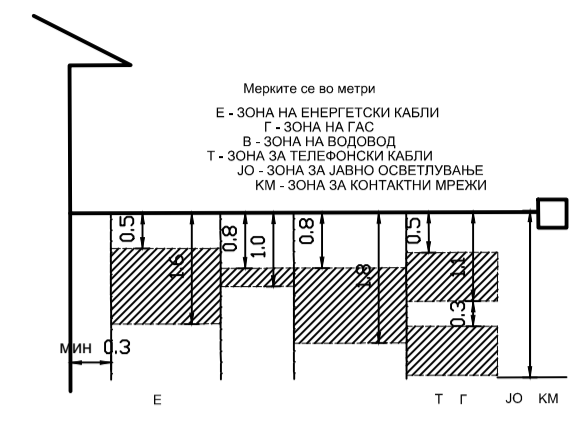 Мерките се во метри
Е - ЗОНА НА ЕНЕРГЕТСКИ КАБЛИ
Г - ЗОНА НА ГАС
В - ЗОНА НА ВОДОВОД
Т - ЗОНА ЗА ТЕЛЕФОНСКИ КАБЛИ
ЈО - ЗОНА ЗА ЈАВНО ОСВЕТЛУВАЊЕ
КМ - ЗОНА ЗА КОНТАКТНИ МРЕЖИ
0.5
1.6
0.8
1.0
0.8
1.8
0.5
1.1
0.3
мин 0.3
Е Т Г ЈО КМ